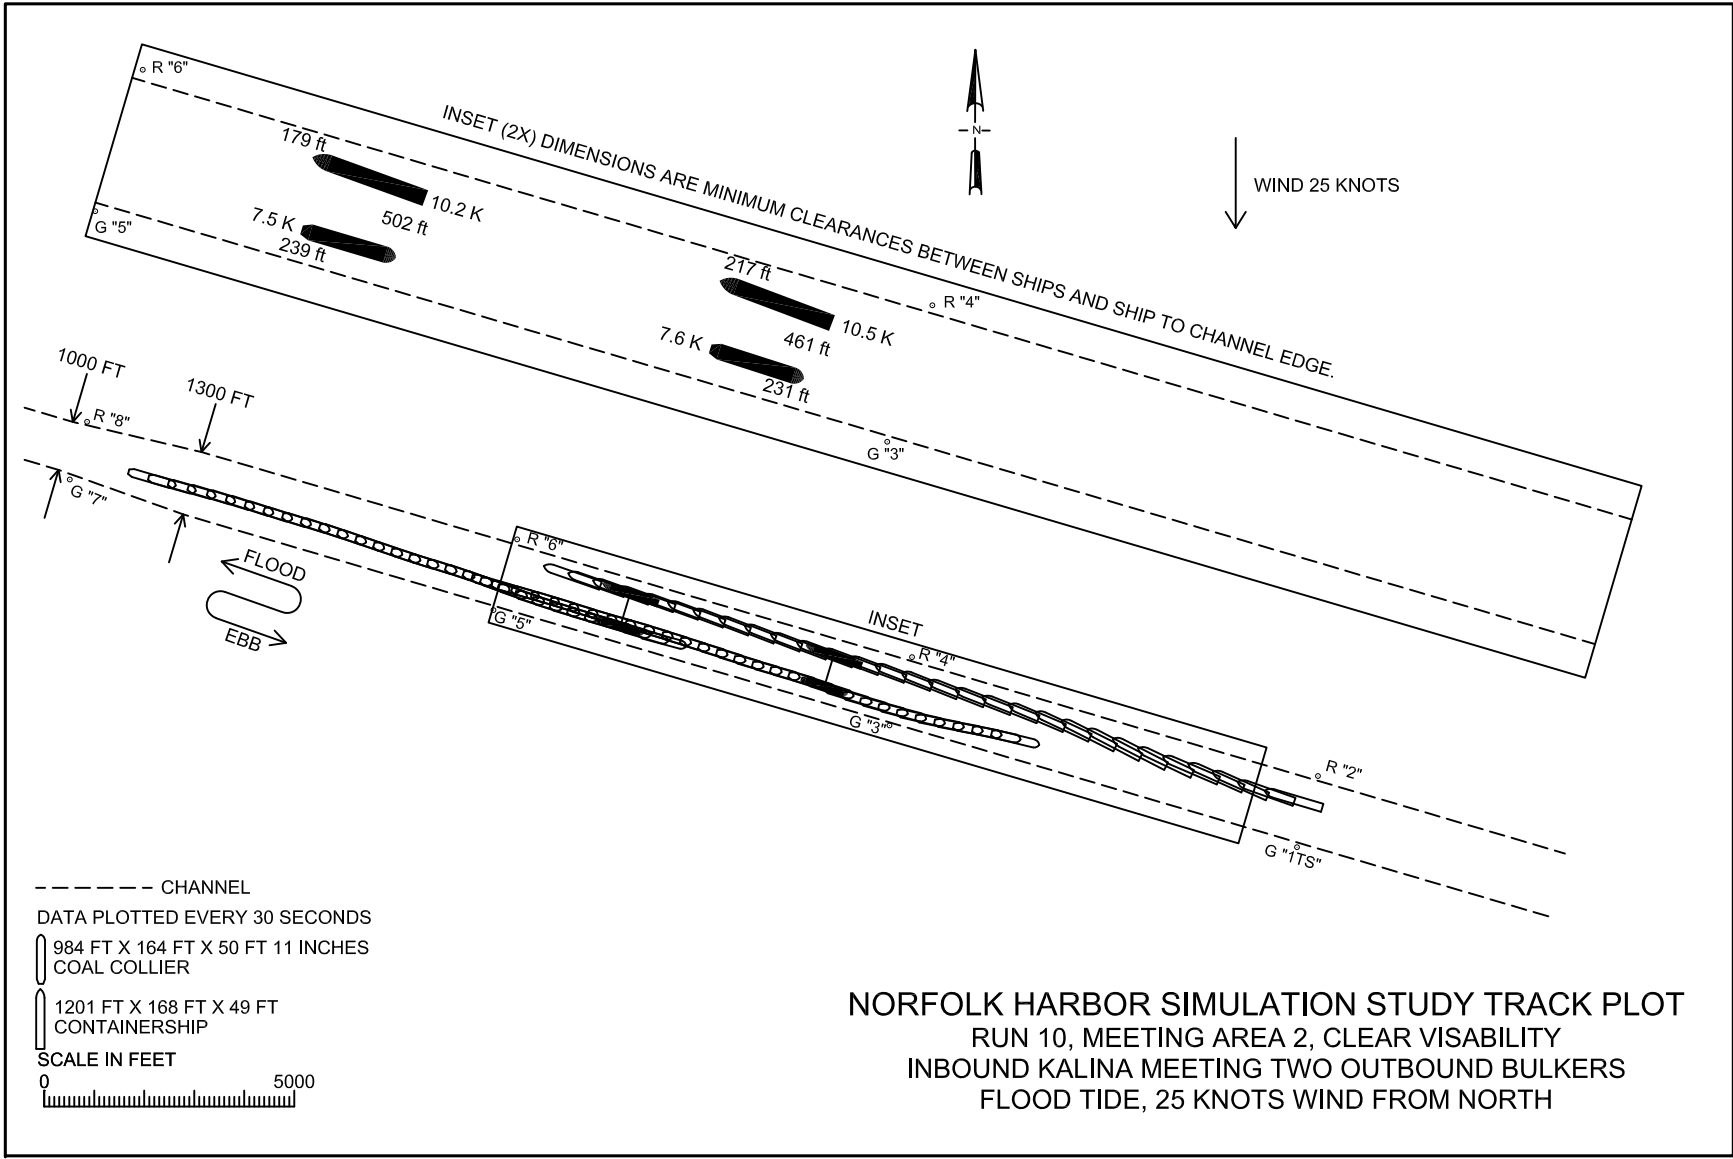 R "6"
INSET (2X) DIMENSIONS ARE MINIMUM CLEARANCES BETWEEN SHIPS AND SHIP TO CHANNEL EDGE.
N
WIND 25 KNOTS
179 ft
10.2 K
502 ft
7.5 K
239 ft
G "5"
217 ft
10.5 K
461 ft
7.6 K
231 ft
R "4"
G "3"
1000 FT
1300 FT
R "8"
G "7"
FLOOD
EBB
R "6"
G "5"
INSET
R "4"
G "3"
R "2"
G "1TS"
CHANNEL
DATA PLOTTED EVERY 30 SECONDS
984 FT X 164 FT X 50 FT 11 INCHES
COAL COLLIER
1201 FT X 168 FT X 49 FT
CONTAINERSHIP
SCALE IN FEET
0 5000
NORFOLK HARBOR SIMULATION STUDY TRACK PLOT
RUN 10, MEETING AREA 2, CLEAR VISABILITY
INBOUND KALINA MEETING TWO OUTBOUND BULKERS
FLOOD TIDE, 25 KNOTS WIND FROM NORTH